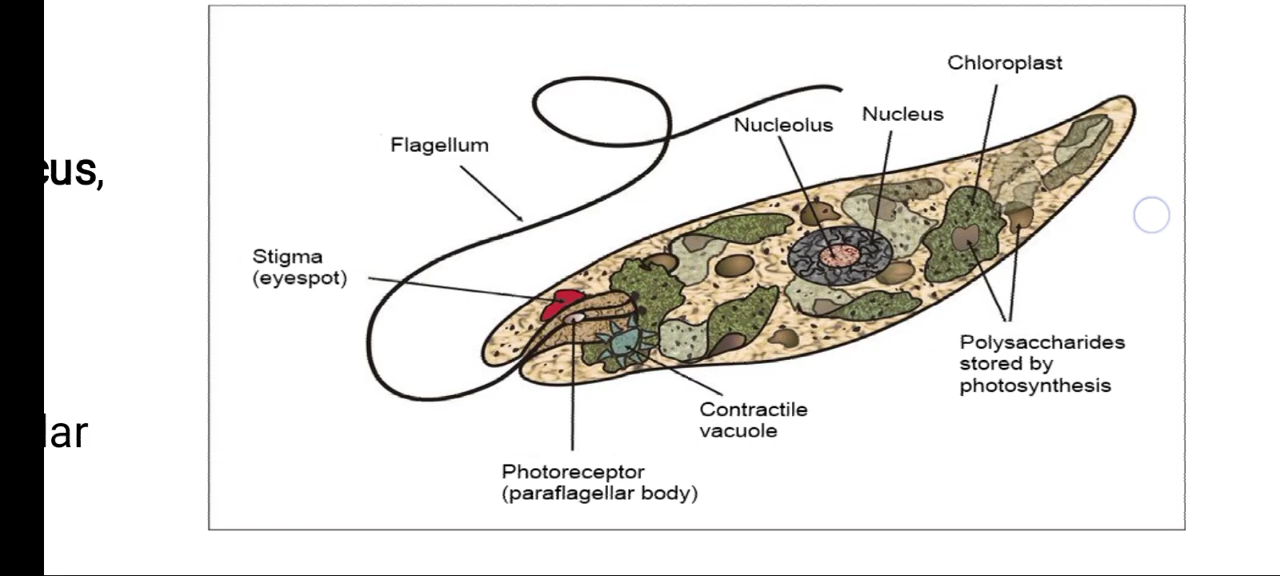 cus,
lar
Chloroplast
Nucleus
Nucleolus
Flagellum
Stigma
(eyespot)
Polysaccharides
stored by
photosynthesis
Contractile
vacuole
Photoreceptor
(paraflagellar body)